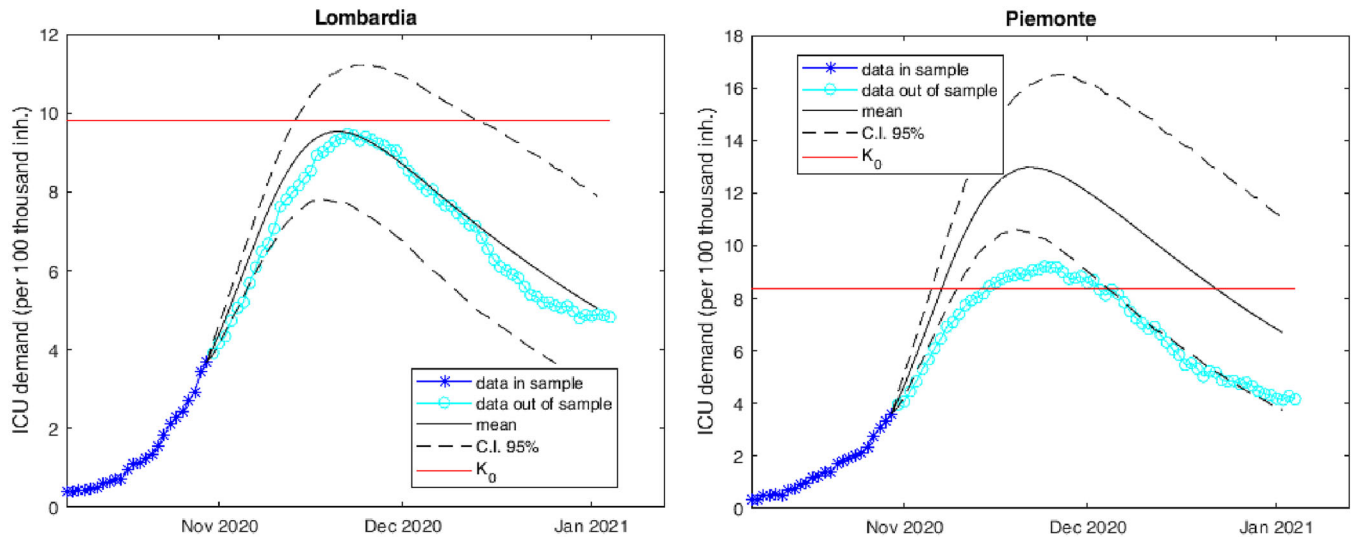 Lombardia
ICU demand (per 100 thousand inh.)
12
10
8
6
4
2
0
data in sample
data out of sample
mean
C.I. 95%
K0
Nov 2020
Dec 2020
Jan 2021
Piemonte
ICU demand (per 100 thousand inh.)
18
16
14
12
10
8
6
4
2
0
data in sample
data out of sample
mean
C.I. 95%
K0
Nov 2020
Dec 2020
Jan 2021